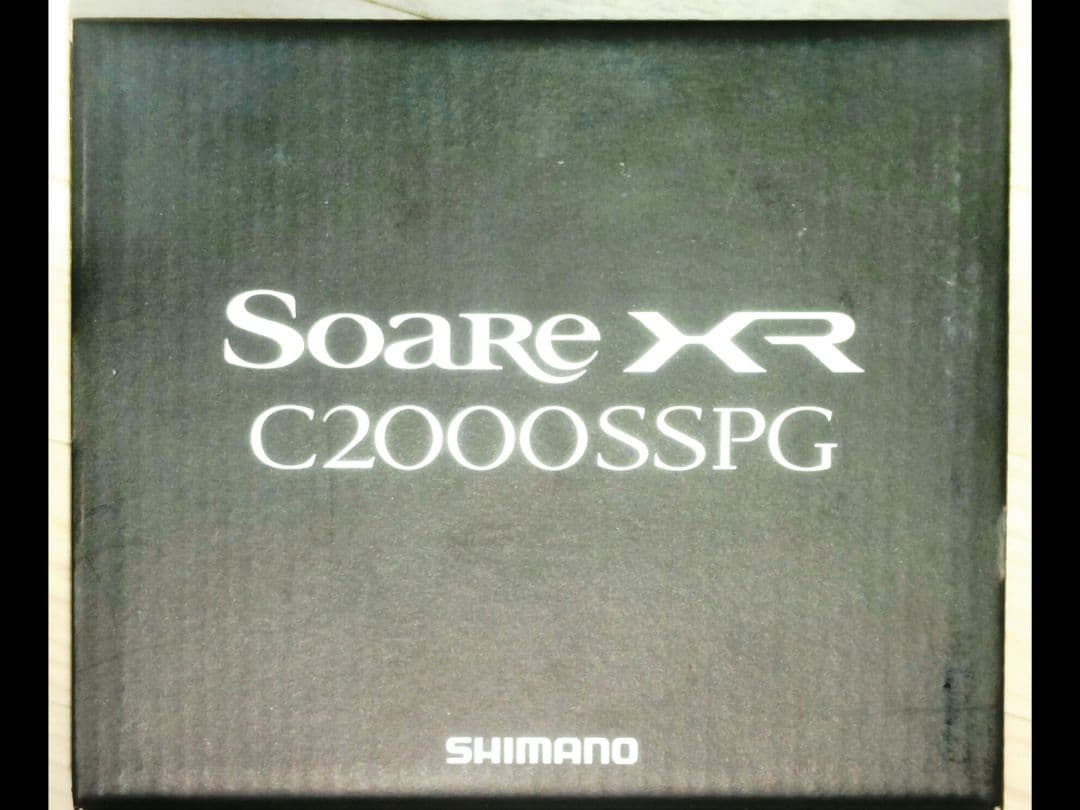 Soare XR
C2000SSPG
SHIMANO